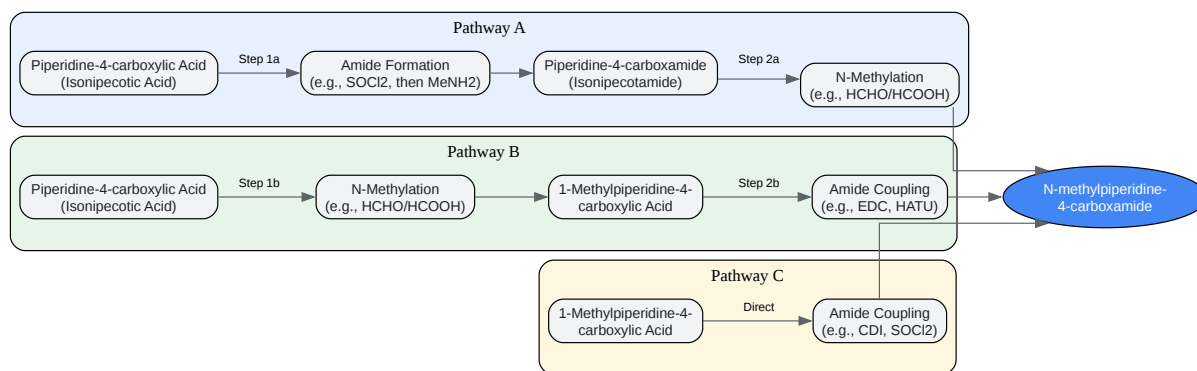 Pathway A
Piperidine-4-carboxylic Acid
(Isonipecotic Acid)
Step 1a
Amide Formation
(e.g., SOCl2, then MeNH2)
Piperidine-4-carboxamide
(Isonipecotamide)
Step 2a
N-Methylation
(e.g., HCHO/HCOOH)
Pathway B
Piperidine-4-carboxylic Acid
(Isonipecotic Acid)
Step 1b
N-Methylation
(e.g., HCHO/HCOOH)
1-Methylpiperidine-4-
carboxylic Acid
Step 2b
Amide Coupling
(e.g., EDC, HATU)
N-methylpiperidine-
4-carboxamide
Pathway C
1-Methylpiperidine-4-
carboxylic Acid
Direct
Amide Coupling
(e.g., CDI, SOCl2)